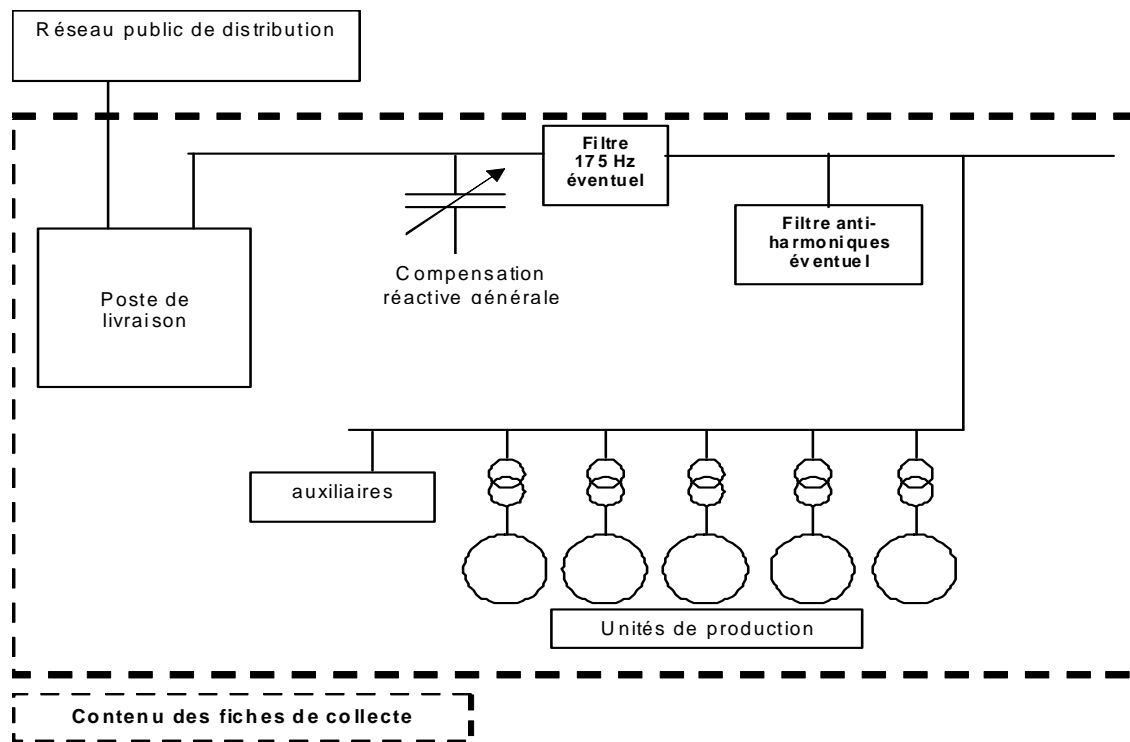 Réseau public de distribution
Filtre
175 Hz
éventuel
Filtre anti-
harmoniques
éventuel
Compensation
réactive générale
Poste de
livraison
auxiliaires
Unités de production
Contenu des fiches de collecte